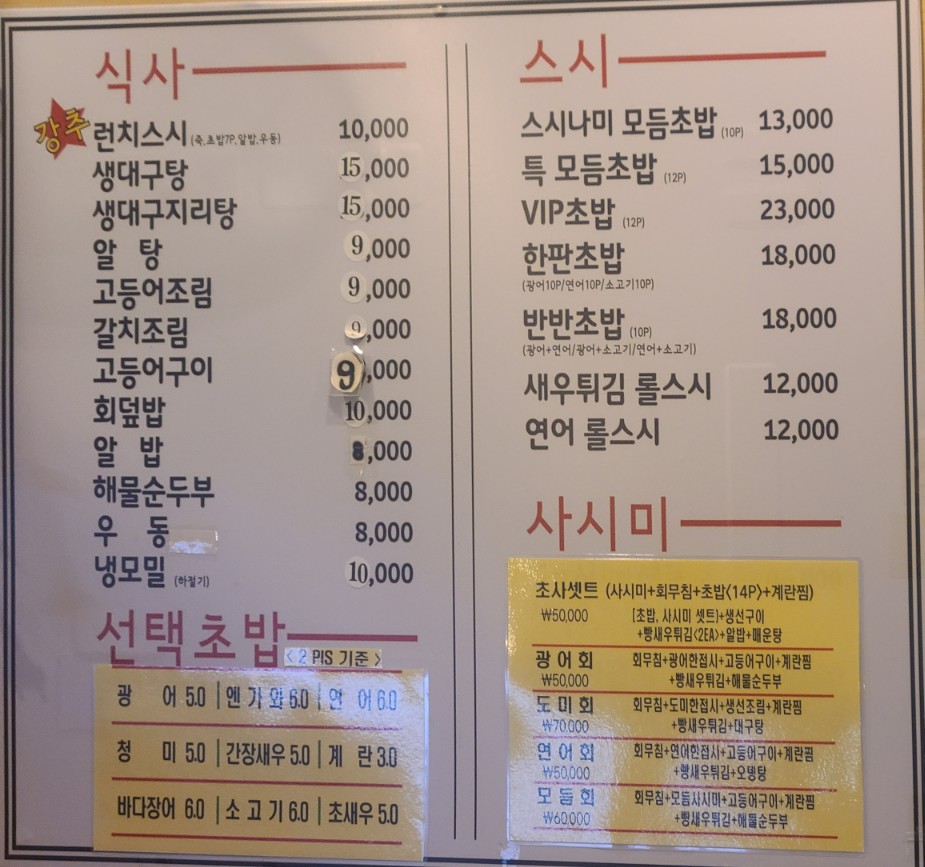 식사
강추
런치스시 (죽,초밥7P,알밥,우동) 10,000
생대구탕 15,000
생대구지리탕 15,000
알 탕 9,000
고등어조림 9,000
갈치조림 9,000
고등어구이 9,000
회덮밥 10,000
알 밥 8,000
해물순두부 8,000
우 동 8,000
냉모밀 (하절기) 10,000
선택초밥 < 2 PIS 기준 >
광 어 5.0 | 엔가와 6.0 | 연 어 6.0
청 미 5.0 | 간장새우 5.0 | 계 란 3.0
바다장어 6.0 | 소고기 6.0 | 초새우 5.0
스시
스시나미 모듬초밥 (10P) 13,000
특 모듬초밥 (12P) 15,000
VIP초밥 (12P) 23,000
한판초밥 18,000
(광어10P/연어10P/소고기10P)
반반초밥 (10P) 18,000
(광어+연어/광어+소고기/연어+소고기)
새우튀김 롤스시 12,000
연어 롤스시 12,000
사시미
초사셋트 (사시미+회무침+초밥<14P>+계란찜)
₩50,000 [초밥, 사시미 셋트]+생선구이
+빵새우튀김<2EA>+알밥+매운탕
광어회 회무침+광어한접시+고등어구이+계란찜
₩50,000 +빵새우튀김+해물순두부
도미회 회무침+도미한접시+생선조림+계란찜
₩70,000 +빵새우튀김+대구탕
연어회 회무침+연어한접시+고등어구이+계란찜
₩50,000 +빵새우튀김+오뎅탕
모듬회 회무침+모듬사시미+고등어구이+계란찜
₩60,000 +빵새우튀김+해물순두부